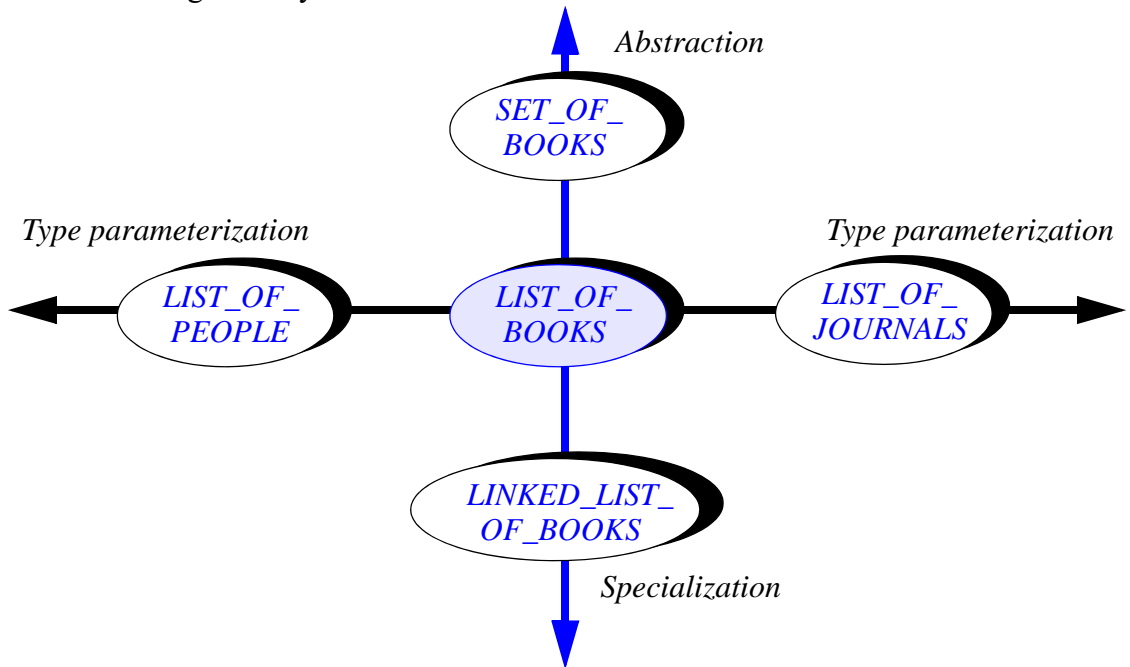 Abstraction
SET_OF_
BOOKS
Type parameterization
Type parameterization
LIST_OF_
PEOPLE
LIST_OF_
BOOKS
LIST_OF_
JOURNALS
LINKED_LIST_
OF_BOOKS
Specialization